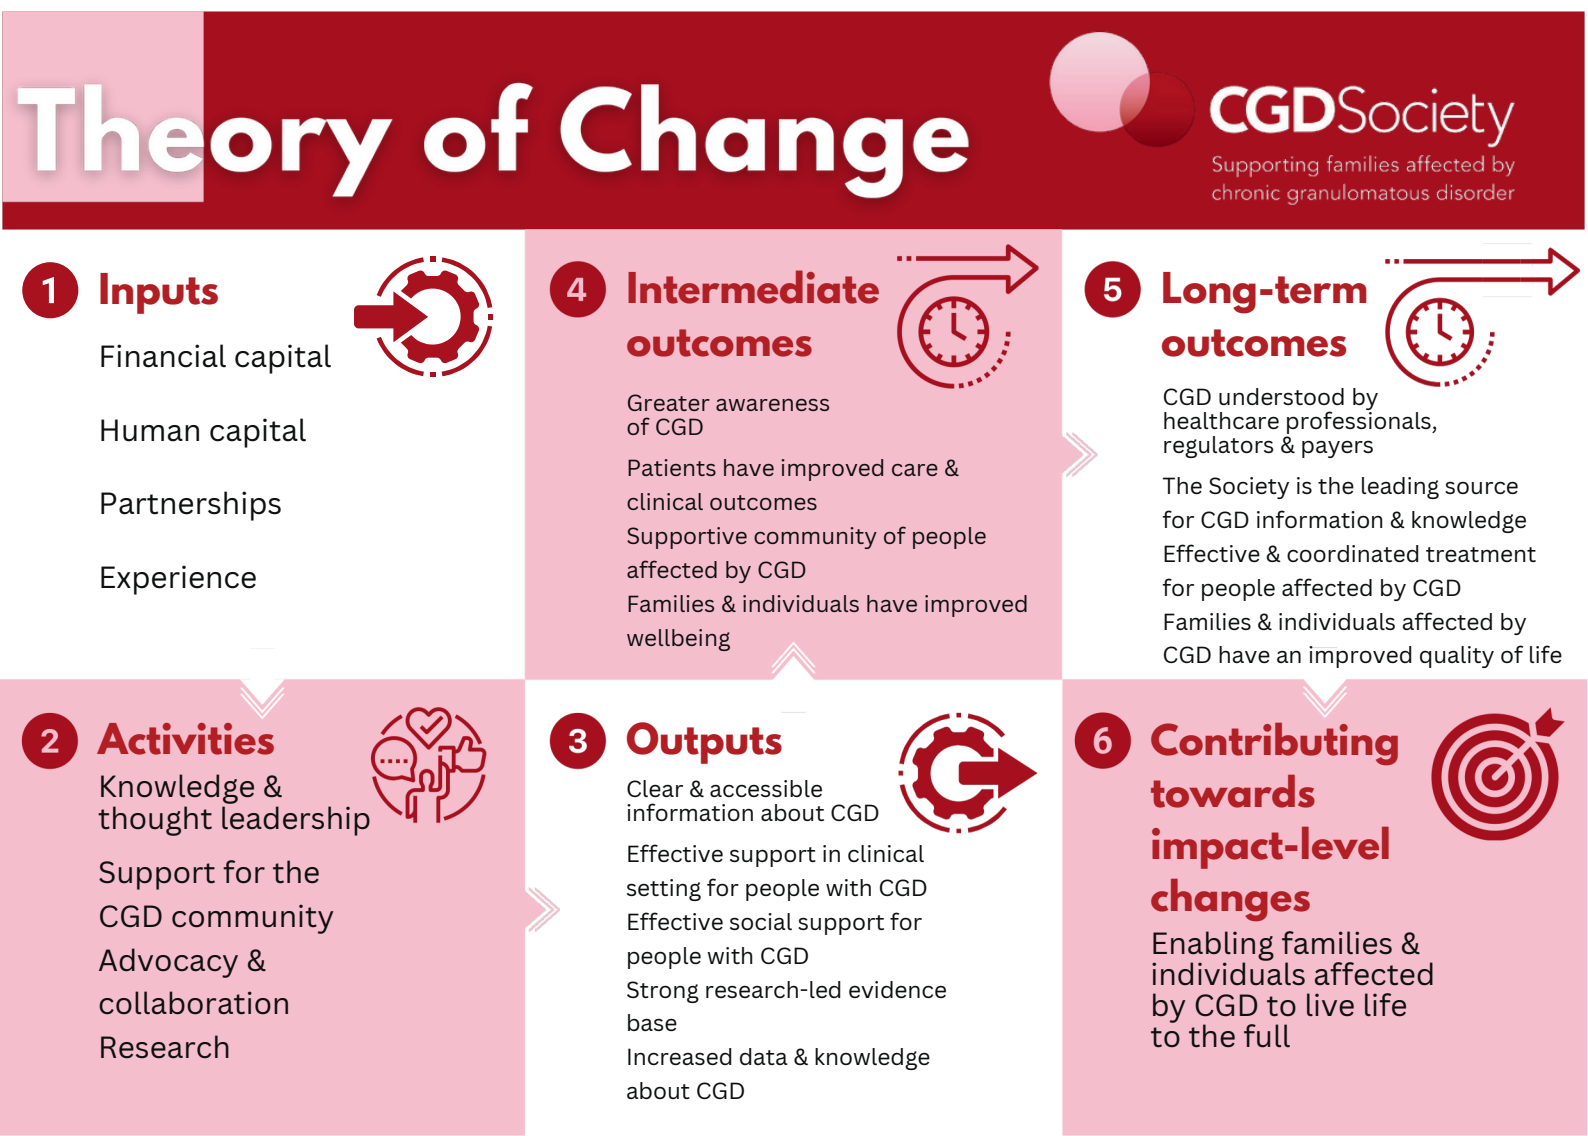 Theory of Change
CGDSociety
Supporting families affected by
chronic granulomatous disorder
1 Inputs
Financial capital
Human capital
Partnerships
Experience
2 Activities
Knowledge &
thought leadership
Support for the
CGD community
Advocacy &
collaboration
Research
3 Outputs
Clear & accessible
information about CGD
Effective support in clinical
setting for people with CGD
Effective social support for
people with CGD
Strong research-led evidence
base
Increased data & knowledge
about CGD
4 Intermediate
outcomes
Greater awareness
of CGD
Patients have improved care &
clinical outcomes
Supportive community of people
affected by CGD
Families & individuals have improved
wellbeing
5 Long-term
outcomes
CGD understood by
healthcare professionals,
regulators & payers
The Society is the leading source
for CGD information & knowledge
Effective & coordinated treatment
for people affected by CGD
Families & individuals affected by
CGD have an improved quality of life
6 Contributing
towards
impact-level
changes
Enabling families &
individuals affected
by CGD to live life
to the full